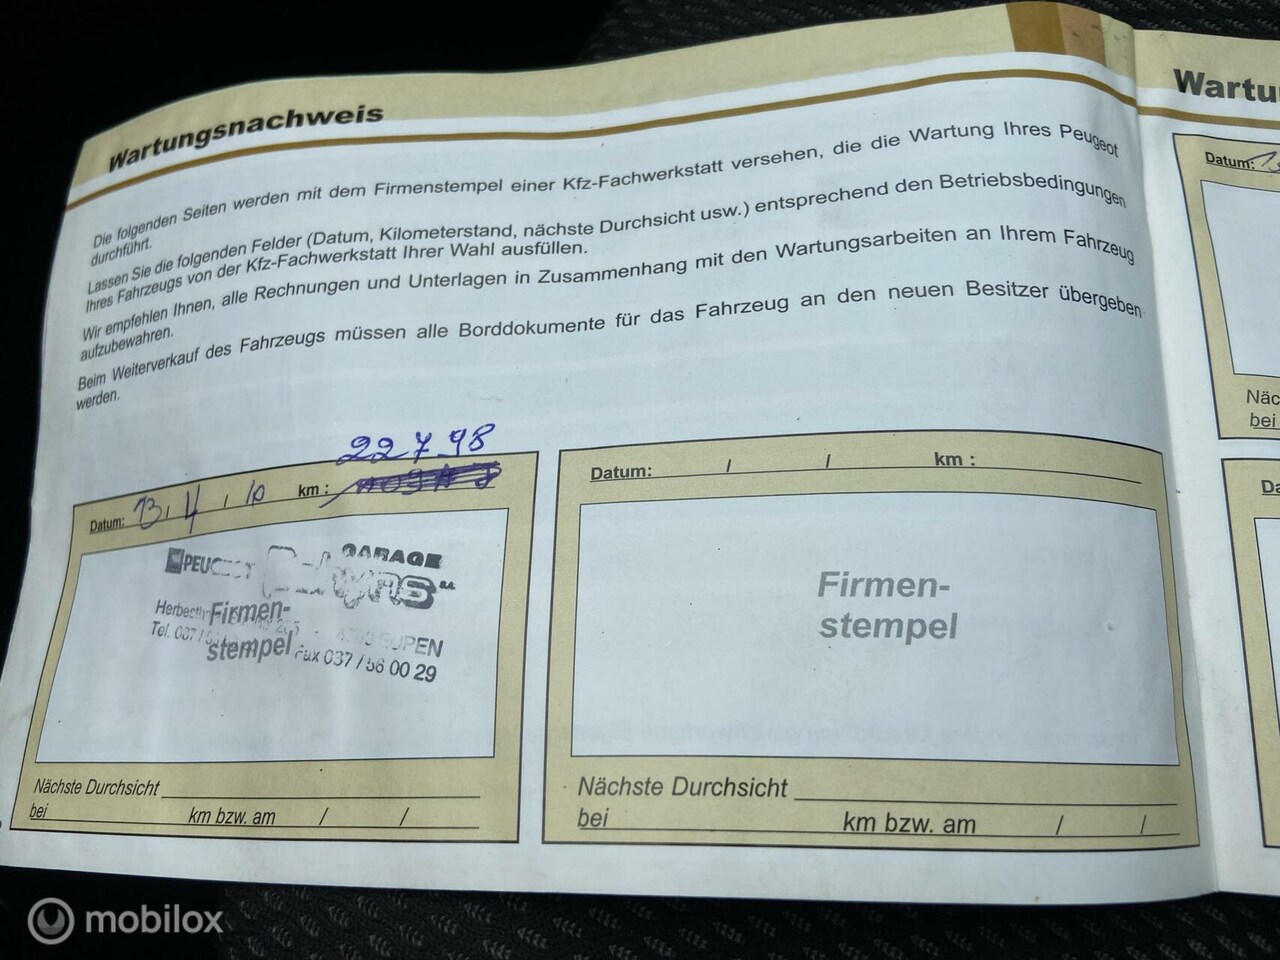 Wartungsnachweis
Die folgenden Seiten werden mit dem Firmenstempel einer Kfz-Fachwerkstatt versehen, die die Wartung Ihres Peugeot
durchführt.
Lassen Sie die folgenden Felder (Datum, Kilometerstand, nächste Durchsicht usw.) entsprechend den Betriebsbedingungen
Ihres Fahrzeugs von der Kfz-Fachwerkstatt Ihrer Wahl ausfüllen.
Wir empfehlen Ihnen, alle Rechnungen und Unterlagen in Zusammenhang mit den Wartungsarbeiten an Ihrem Fahrzeug
aufzubewahren.
Beim Weiterverkauf des Fahrzeugs müssen alle Borddokumente für das Fahrzeug an den neuen Besitzer übergeben
werden.
22798
Datum: 13, 4, 10 km :
PEUGEOT GARAGE
Firmen-
stempel
EUPEN
Tel. Fax 037 / 56 00 29
Nächste Durchsicht
bei km bzw. am / /
Datum: / / km :
Firmen-
stempel
Nächste Durchsicht
bei km bzw. am / /
Wartu
Datum:
Näc
bei
Da
mobilox